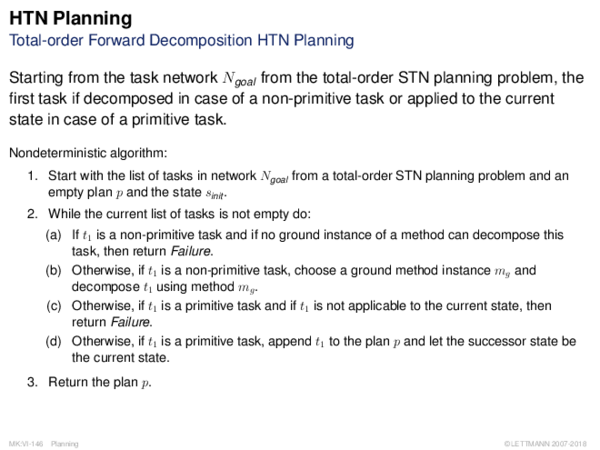 HTN Planning
Total-order Forward Decomposition HTN Planning
Starting from the task network N_goal from the total-order STN planning problem, the
first task if decomposed in case of a non-primitive task or applied to the current
state in case of a primitive task.
Nondeterministic algorithm:
1. Start with the list of tasks in network N_goal from a total-order STN planning problem and an
empty plan p and the state s_init.
2. While the current list of tasks is not empty do:
(a) If t_1 is a non-primitive task and if no ground instance of a method can decompose this
task, then return Failure.
(b) Otherwise, if t_1 is a non-primitive task, choose a ground method instance m_g and
decompose t_1 using method m_g.
(c) Otherwise, if t_1 is a primitive task and if t_1 is not applicable to the current state, then
return Failure.
(d) Otherwise, if t_1 is a primitive task, append t_1 to the plan p and let the successor state be
the current state.
3. Return the plan p.
MK:VI-146 Planning
©LETTMANN 2007-2018